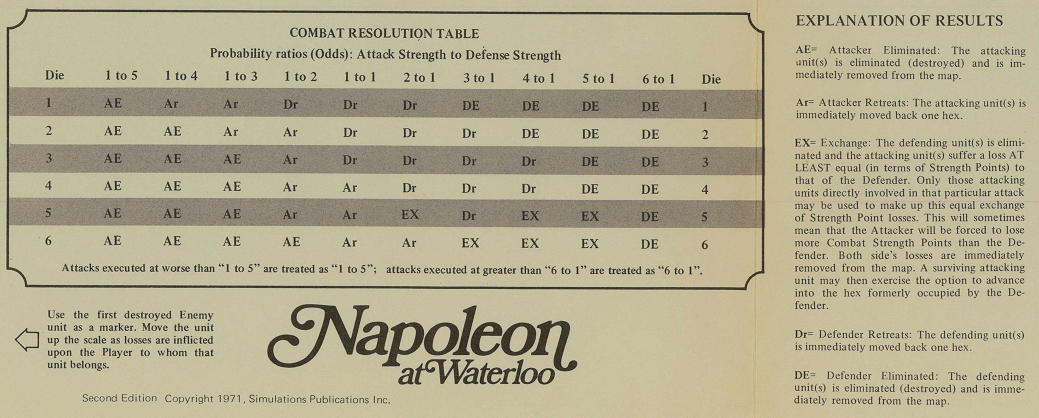 COMBAT RESOLUTION TABLE
Probability ratios (Odds): Attack Strength to Defense Strength
Die 1 to 5 1 to 4 1 to 3 1 to 2 1 to 1 2 to 1 3 to 1 4 to 1 5 to 1 6 to 1 Die
1 AE Ar Ar Dr Dr Dr DE DE DE DE 1
2 AE AE Ar Ar Dr Dr Dr DE DE DE 2
3 AE AE AE Ar Dr Dr Dr Dr DE DE 3
4 AE AE AE Ar Ar Dr Dr Dr DE DE 4
5 AE AE AE Ar Ar EX Dr EX EX DE 5
6 AE AE AE AE Ar Ar EX EX EX DE 6
Attacks executed at worse than “1 to 5” are treated as “1 to 5”; attacks executed at greater than “6 to 1” are treated as “6 to 1”.
Use the first destroyed Enemy
unit as a marker. Move the unit
up the scale as losses are inflicted
upon the Player to whom that
unit belongs.
Napoleon
at Waterloo
Second Edition Copyright 1971, Simulations Publications Inc.
EXPLANATION OF RESULTS
AE= Attacker Eliminated: The attacking
unit(s) is eliminated (destroyed) and is im-
mediately removed from the map.
Ar= Attacker Retreats: The attacking unit(s) is
immediately moved back one hex.
EX= Exchange: The defending unit(s) is elimi-
nated and the attacking unit(s) suffer a loss AT
LEAST equal (in terms of Strength Points) to
that of the Defender. Only those attacking
units directly involved in that particular attack
may be used to make up this equal exchange
of Strength Point losses. This will sometimes
mean that the Attacker will be forced to lose
more Combat Strength Points than the De-
fender. Both side's losses are immediately
removed from the map. A surviving attacking
unit may then exercise the option to advance
into the hex formerly occupied by the De-
fender.
Dr= Defender Retreats: The defending unit(s)
is immediately moved back one hex.
DE= Defender Eliminated: The defending
unit(s) is eliminated (destroyed) and is imme-
diately removed from the map.